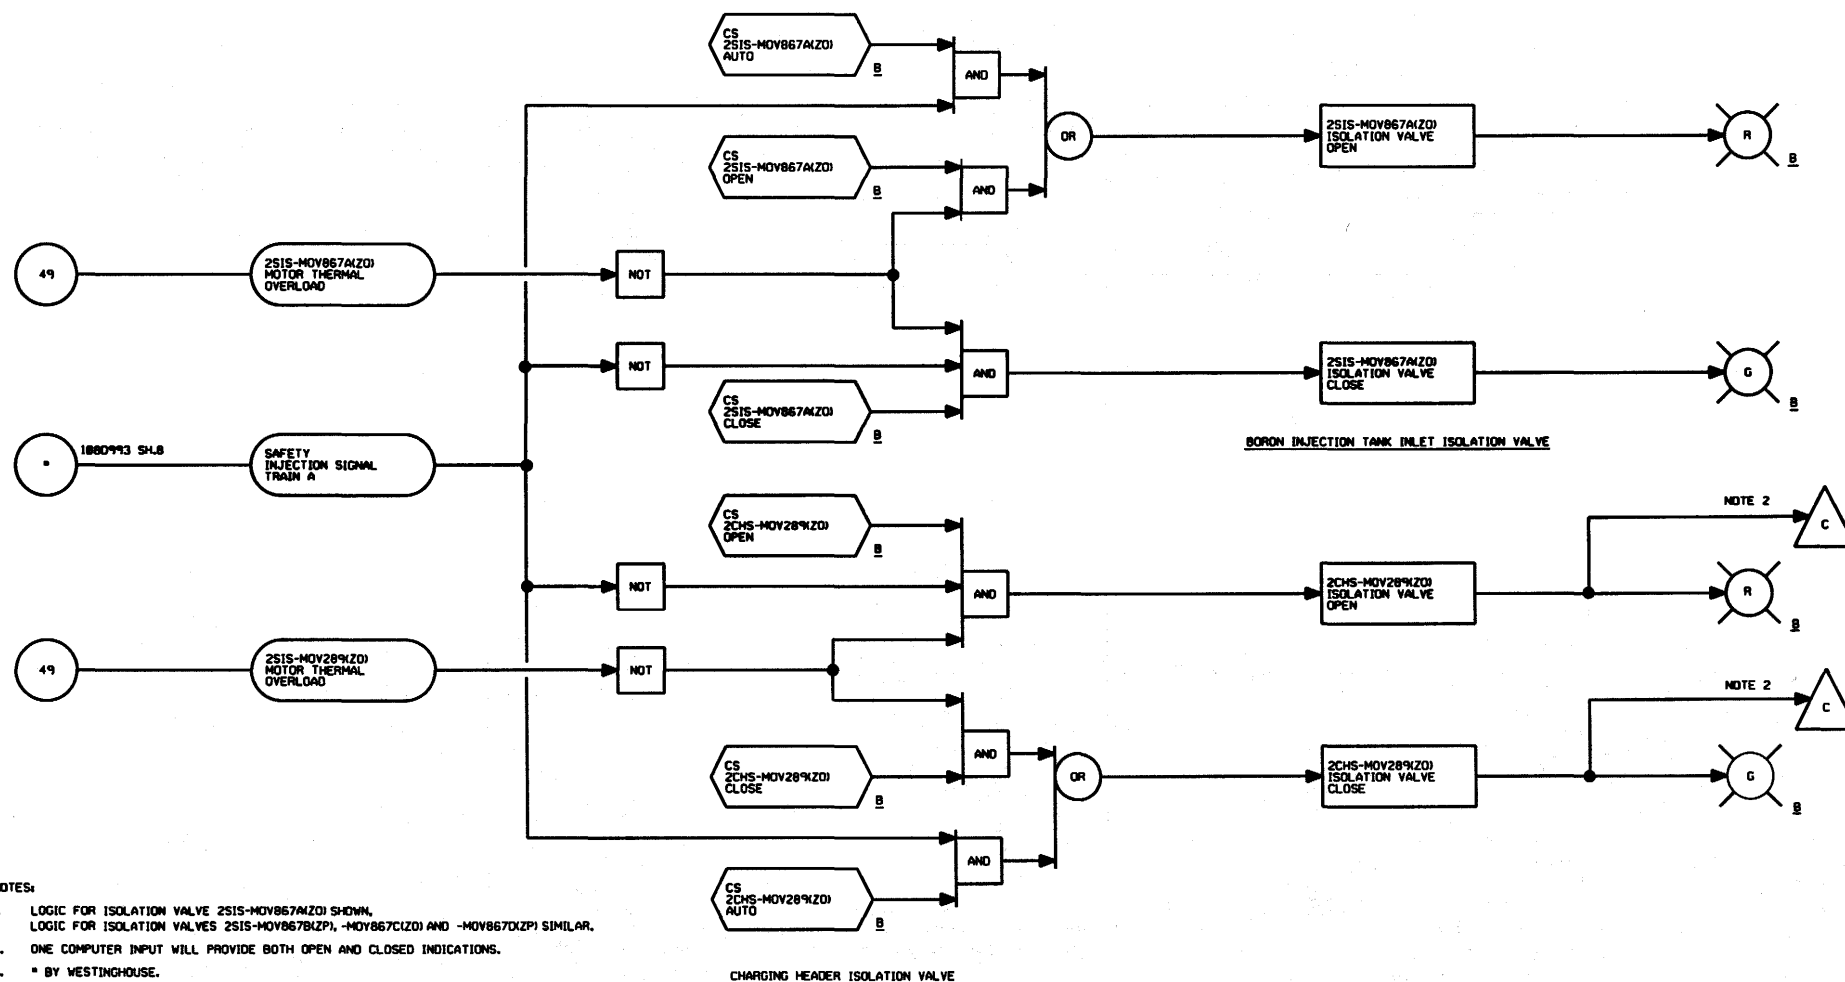 CS
2SIS-MOV867A(ZO)
AUTO
B
AND
CS
2SIS-MOV867A(ZO)
OPEN
B
AND
OR
2SIS-MOV867A(ZO)
ISOLATION VALVE
OPEN
R
B
49
2SIS-MOV867A(ZO)
MOTOR THERMAL
OVERLOAD
NOT
NOT
CS
2SIS-MOV867A(ZO)
CLOSE
B
AND
2SIS-MOV867A(ZO)
ISOLATION VALVE
CLOSE
G
B
BORON INJECTION TANK INLET ISOLATION VALVE
*
108D993 SH.8
SAFETY
INJECTION SIGNAL
TRAIN A
CS
2CHS-MOV289(ZO)
OPEN
B
NOT
AND
2CHS-MOV289(ZO)
ISOLATION VALVE
OPEN
NOTE 2
C
R
B
49
2SIS-MOV289(ZO)
MOTOR THERMAL
OVERLOAD
NOT
AND
CS
2CHS-MOV289(ZO)
CLOSE
B
OR
2CHS-MOV289(ZO)
ISOLATION VALVE
CLOSE
NOTE 2
C
G
B
AND
CS
2CHS-MOV289(ZO)
AUTO
B
OTES:
LOGIC FOR ISOLATION VALVE 2SIS-MOV867A(ZO) SHOWN.
LOGIC FOR ISOLATION VALVES 2SIS-MOV867B(ZP), -MOV867C(ZO) AND -MOV867D(ZP) SIMILAR.
. ONE COMPUTER INPUT WILL PROVIDE BOTH OPEN AND CLOSED INDICATIONS.
. * BY WESTINGHOUSE.
CHARGING HEADER ISOLATION VALVE